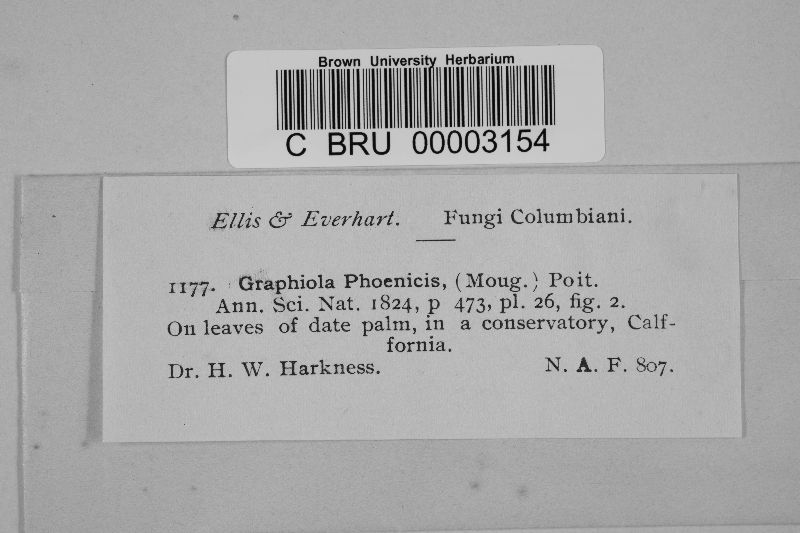 Brown University Herbarium
C BRU 00003154
Ellis & Everhart. Fungi Columbiani.
1177. Graphiola Phoenicis, (Moug.) Poit.
Ann. Sci. Nat. 1824, p 473, pl. 26, fig. 2.
On leaves of date palm, in a conservatory, Calf-
fornia.
Dr. H. W. Harkness. N. A. F. 807.